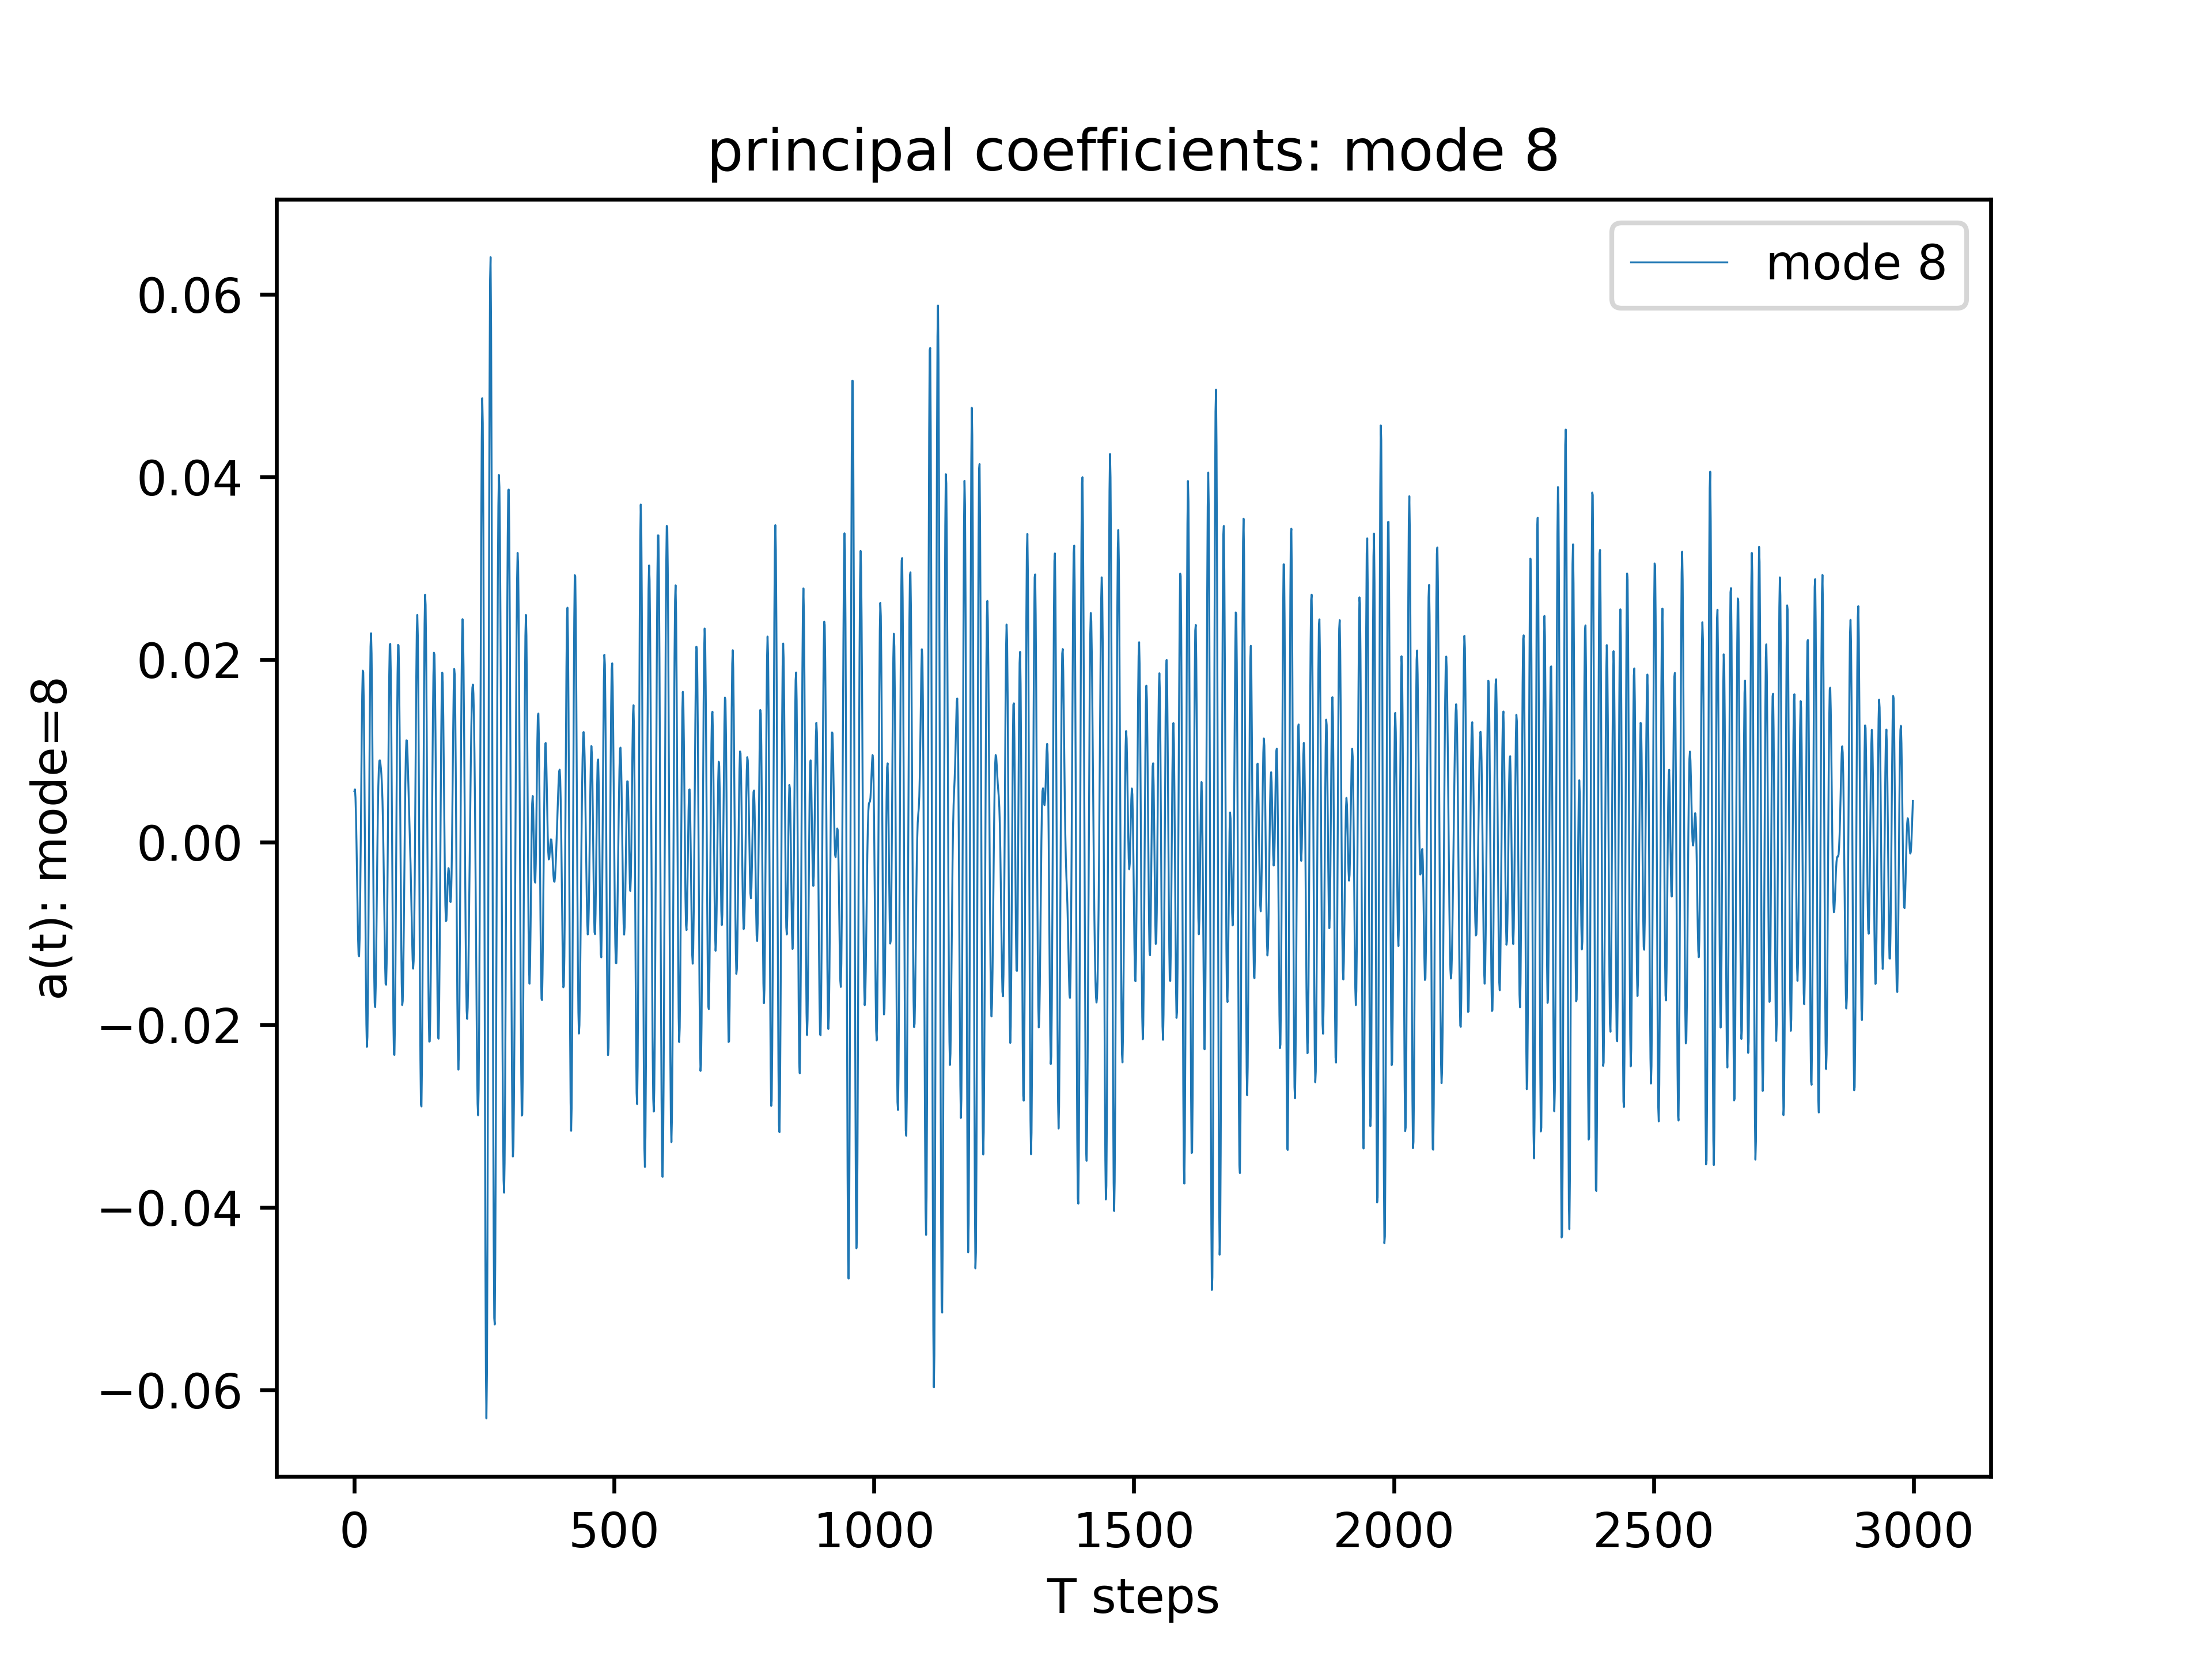 principal coefficients: mode 8
mode 8
0.06
0.04
0.02
0.00
−0.02
−0.04
−0.06
a(t): mode=8
0 500 1000 1500 2000 2500 3000
T steps